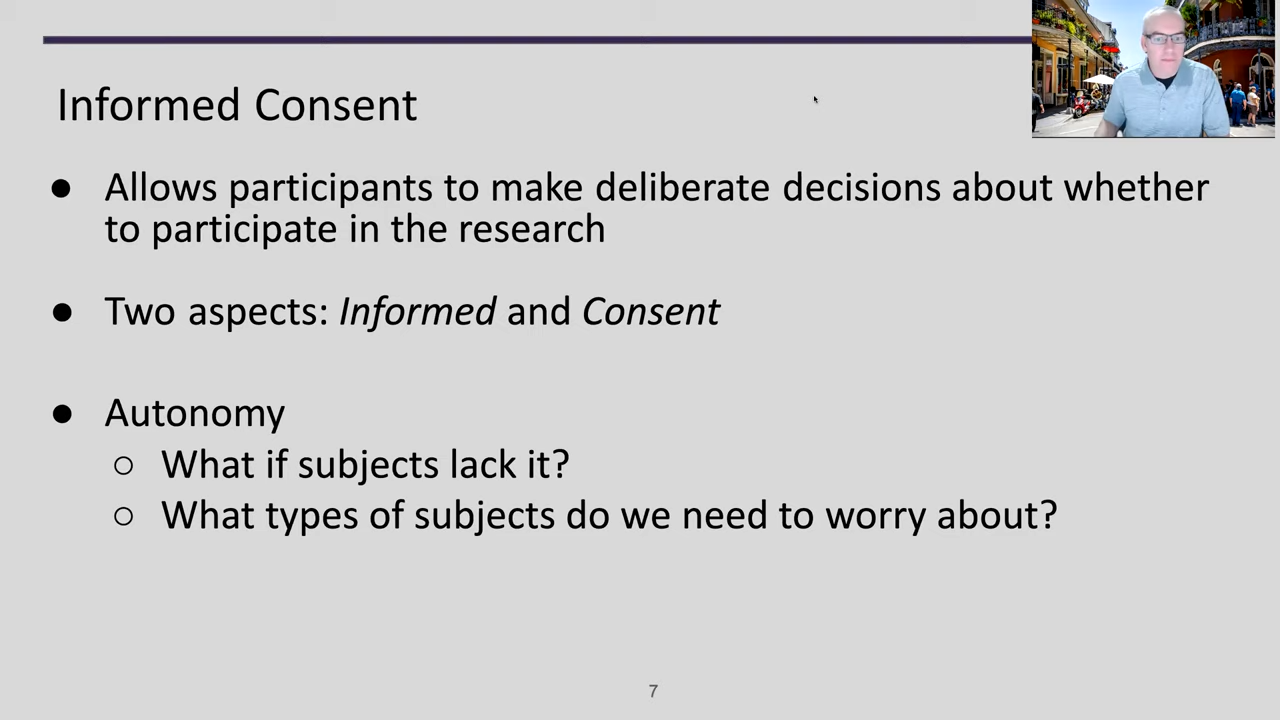 Informed Consent
● Allows participants to make deliberate decisions about whether
to participate in the research
● Two aspects: Informed and Consent
● Autonomy
○ What if subjects lack it?
○ What types of subjects do we need to worry about?
7